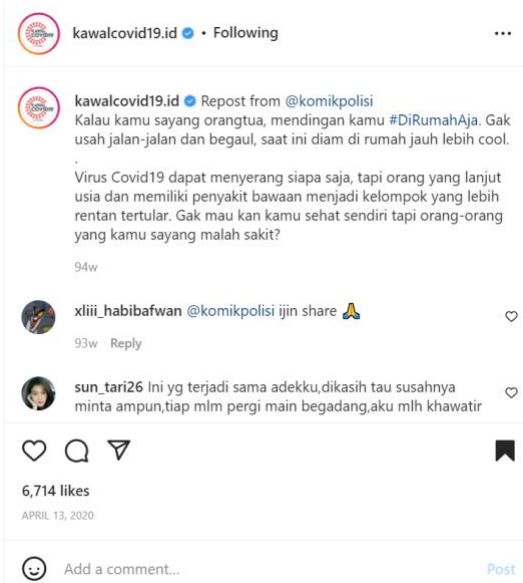 kawalcovid19.id • Following
kawalcovid19.id Repost from @komikpolisi
Kalau kamu sayang orangtua, mendingan kamu #DiRumahAja. Gak
usah jalan-jalan dan begaul, saat ini diam di rumah jauh lebih cool.
.
Virus Covid19 dapat menyerang siapa saja, tapi orang yang lanjut
usia dan memiliki penyakit bawaan menjadi kelompok yang lebih
rentan tertular. Gak mau kan kamu sehat sendiri tapi orang-orang
yang kamu sayang malah sakit?
94w
xliii_habibafwan @komikpolisi ijin share 🙏
93w Reply
sun_tari26 Ini yg terjadi sama adekku,dikasih tau susahnya
minta ampun,tiap mlm pergi main begadang,aku mlh khawatir
6,714 likes
APRIL 13, 2020
Add a comment...
Post